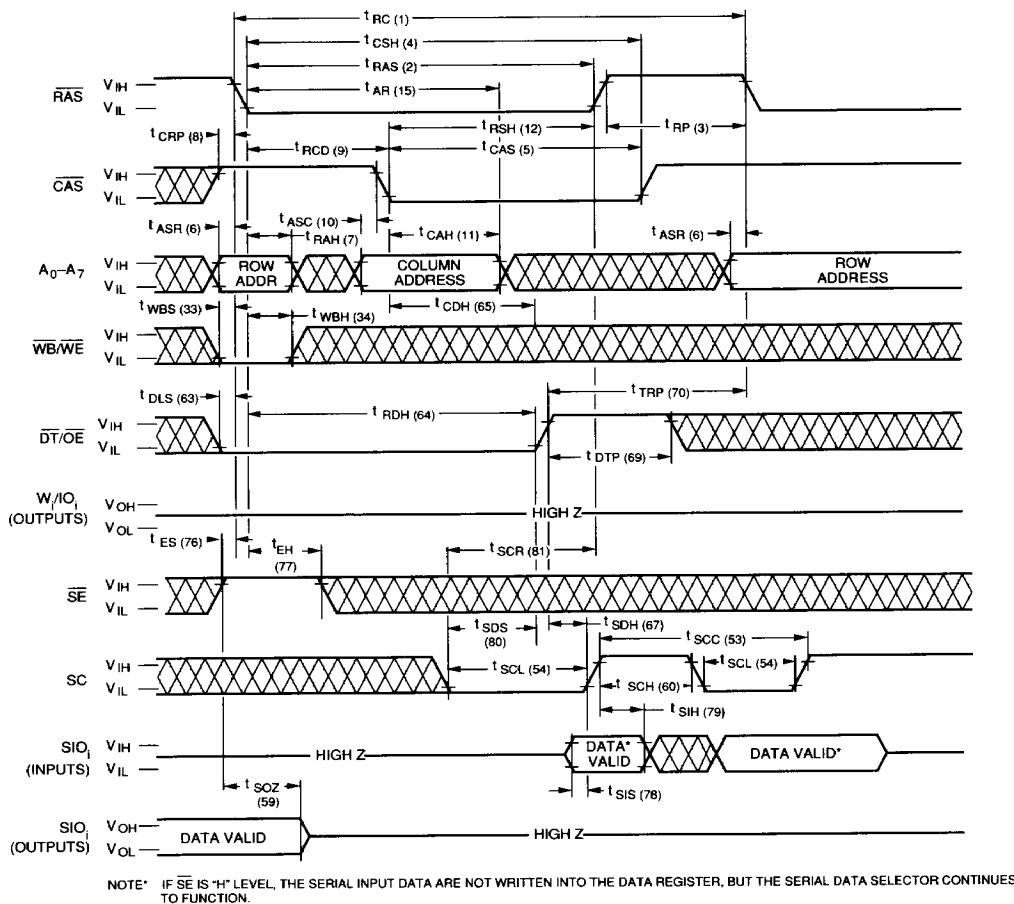 t RC (1)
t CSH (4)
t RAS (2)
t AR (15)
RAS
V IH
V IL
t RSH (12)
t RP (3)
t CRP (8)
t RCD (9)
t CAS (5)
CAS
V IH
V IL
t ASR (6)
t ASC (10)
t RAH (7)
t CAH (11)
t ASR (6)
A0–A7
V IH
V IL
ROW ADDR
COLUMN ADDRESS
ROW ADDRESS
t WBS (33)
t WBH (34)
t CDH (65)
WB/WE
V IH
V IL
t DLS (63)
t RDH (64)
t TRP (70)
DT/OE
V IH
V IL
t DTP (69)
Wi/IOi (OUTPUTS)
V OH
V OL
HIGH Z
t ES (76)
t EH (77)
t SCR (81)
SE
V IH
V IL
t SDS (80)
t SDH (67)
t SCC (53)
SC
V IH
V IL
t SCL (54)
t SCL (54)
t SCH (60)
t SIH (79)
SIOi (INPUTS)
V IH
V IL
HIGH Z
DATA* VALID
DATA VALID*
t SOZ (59)
t SIS (78)
SIOi (OUTPUTS)
V OH
V OL
DATA VALID
HIGH Z
NOTE* IF SE IS "H" LEVEL, THE SERIAL INPUT DATA ARE NOT WRITTEN INTO THE DATA REGISTER, BUT THE SERIAL DATA SELECTOR CONTINUES
TO FUNCTION.